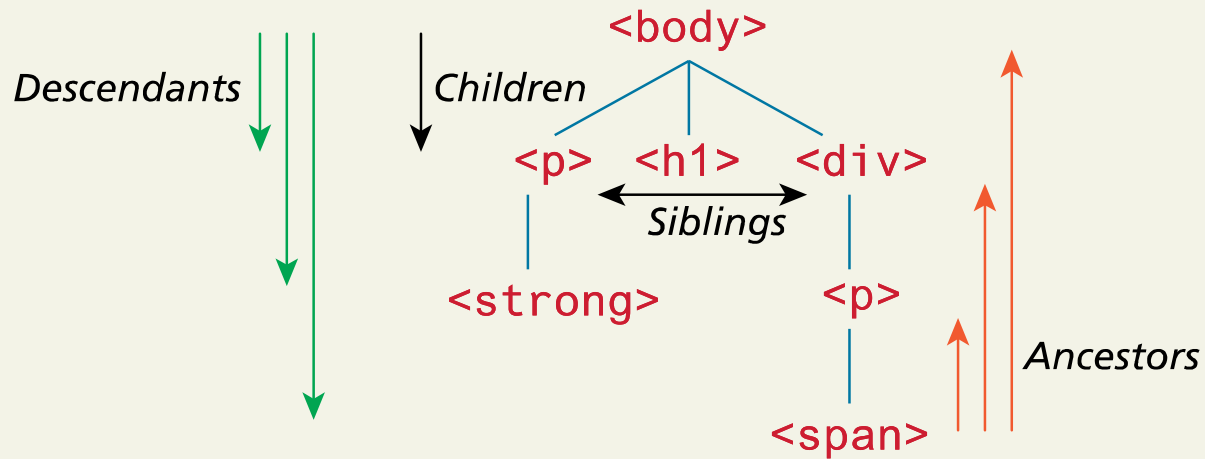 <body>
Descendants
Children
<p> <h1> <div>
Siblings
<strong> <p>
Ancestors
<span>